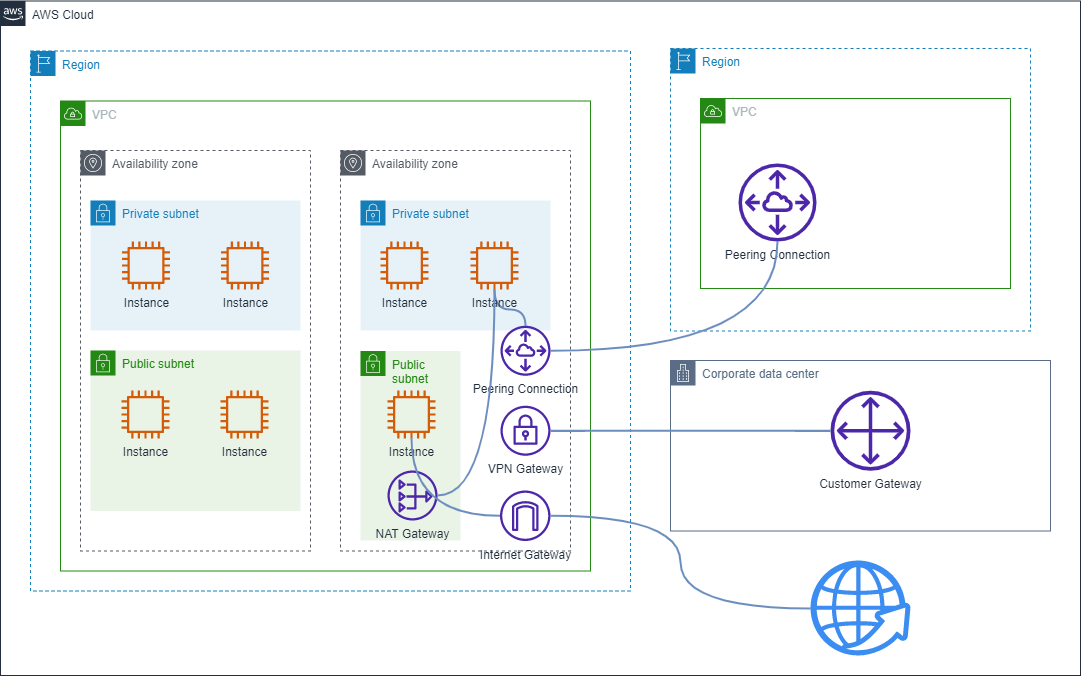 aws
AWS Cloud
Region
VPC
Availability zone
Private subnet
Instance
Instance
Public subnet
Instance
Instance
Availability zone
Private subnet
Instance
Instance
Public
subnet
Instance
NAT Gateway
Peering Connection
VPN Gateway
Internet Gateway
Region
VPC
Peering Connection
Corporate data center
Customer Gateway